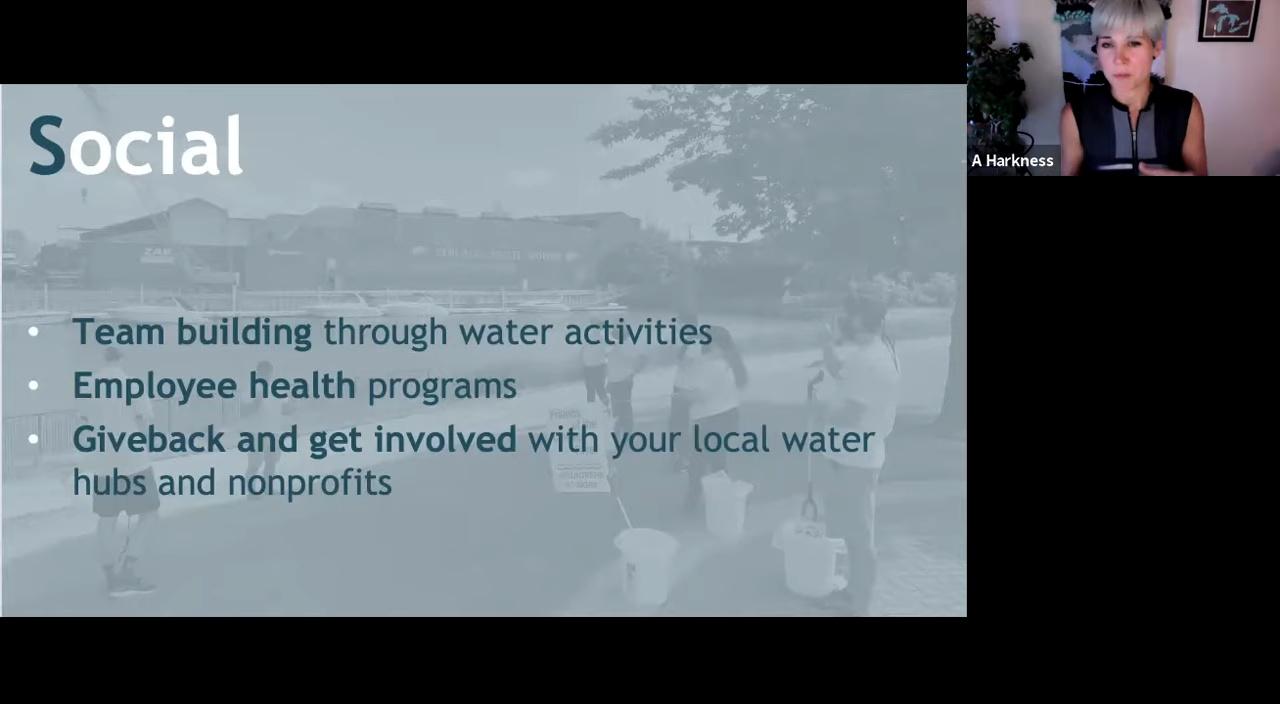 Social
• Team building through water activities
• Employee health programs
• Giveback and get involved with your local water
hubs and nonprofits
A Harkness
ZAE